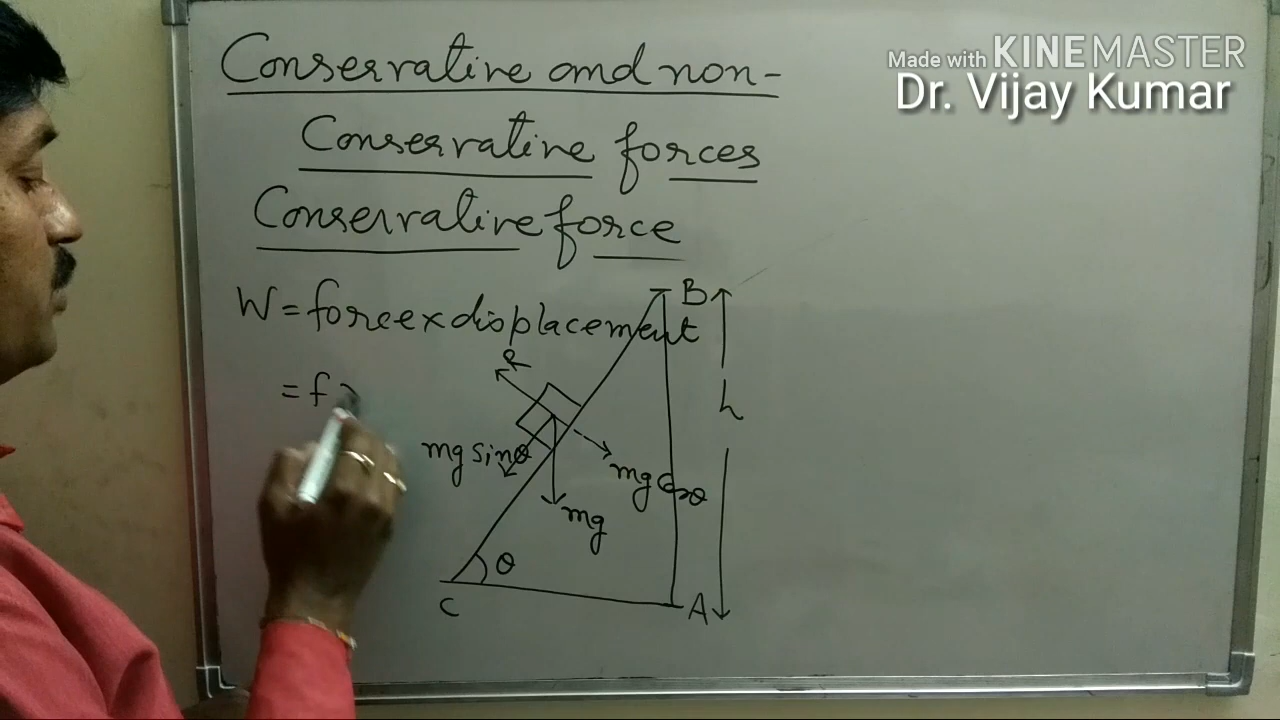 Made with KINEMASTER
Dr. Vijay Kumar
Conservative and non-
Conservative forces
Conservative force
W = force x displacement
= f
B
R
h
mg sinθ
mg cosθ
mg
θ
C
A